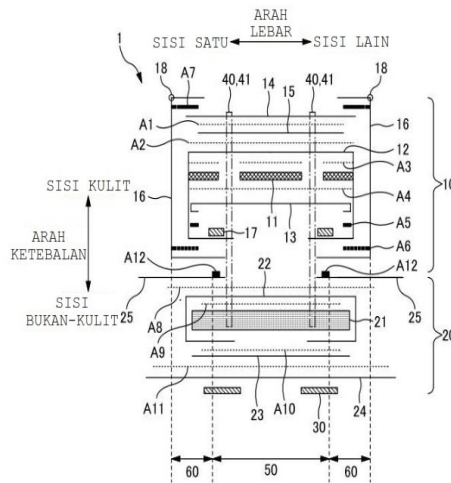 ARAH
LEBAR
SISI SATU
SISI LAIN
1
18
A7
40,41
14
15
40,41
18
A1
16
A2
12
A3
SISI KULIT
16
10
11
A4
13
A5
ARAH
KETEBALAN
17
A6
A12
22
A12
SISI
BUKAN-KULIT
25
A8
21
25
20
A9
A11
23
A10
30
24
60
50
60